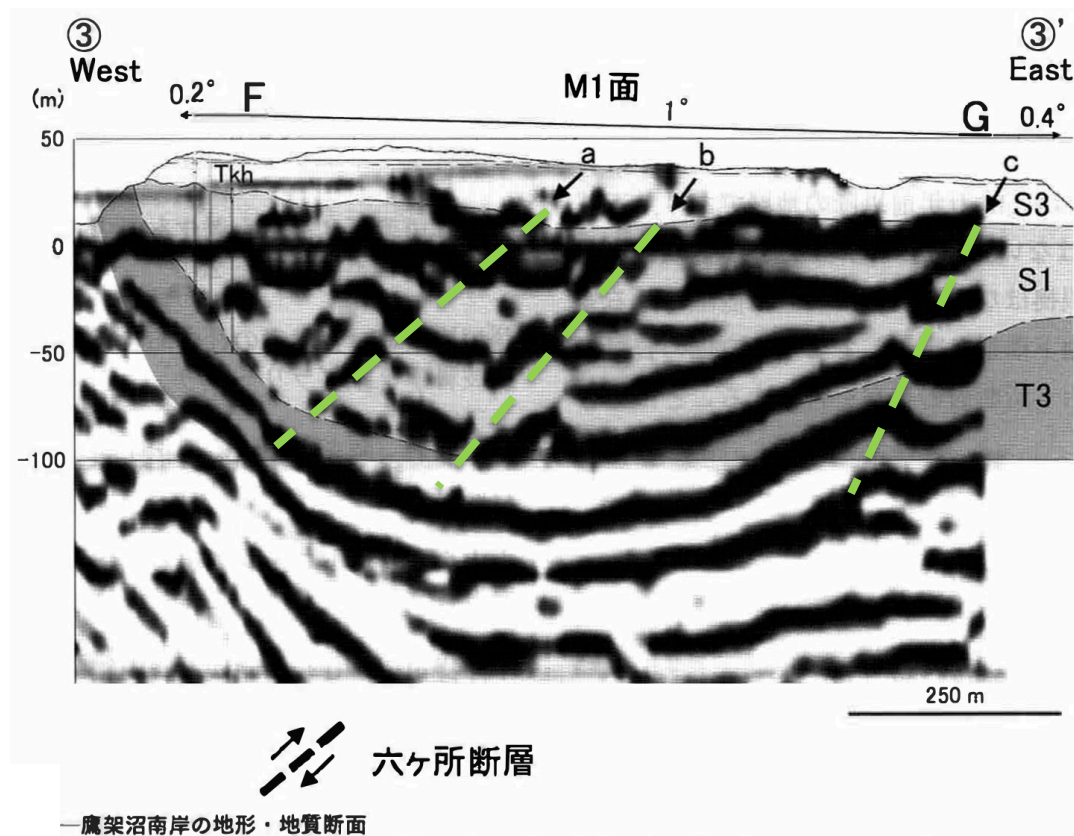 ③
West
③'
East
(m)
0.2°
F
M1面
1°
G
0.4°
50
0
-50
-100
Tkh
a
b
c
S3
S1
T3
250 m
六ヶ所断層
—鷹架沼南岸の地形・地質断面